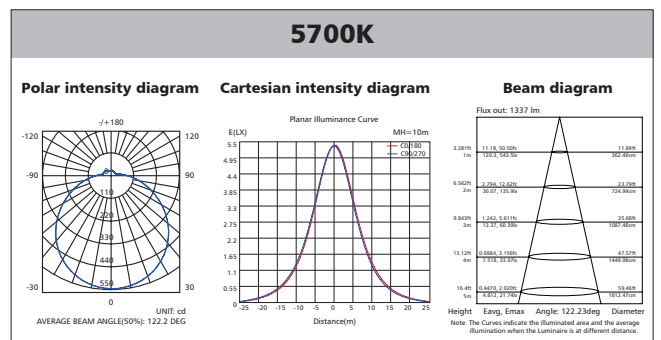 5700K
Polar intensity diagram
Cartesian intensity diagram
Beam diagram
-/+180
-120
120
-90
90
-30
30
0
0
110
220
330
440
550
UNIT: cd
AVERAGE BEAM ANGLE(50%): 122.2 DEG
Planar Illuminance Curve
E(LX)
MH=10m
C0/180
C90/270
5.5
4.95
4.4
3.85
3.3
2.75
2.2
1.65
1.1
0.55
0
-25 -20 -15 -10 -5 0 5 10 15 20 25
Distance(m)
Flux out: 1337 lm
3.281ft 11.18, 50.50fc 11.89ft
1m 120.3, 543.5lx 362.49cm
6.562ft 2.794, 12.62fc 23.79ft
2m 30.07, 135.9lx 724.99cm
9.843ft 1.242, 5.611fc 35.68ft
3m 13.37, 60.39lx 1087.48cm
13.12ft 0.6984, 3.156fc 47.57ft
4m 7.518, 33.97lx 1449.98cm
16.4ft 0.4470, 2.020fc 59.46ft
5m 4.812, 21.74lx 1812.47cm
Height Eavg, Emax Angle: 122.23deg Diameter
Note: The Curves indicate the illuminated area and the average
illumination when the Luminaire is at different distance.